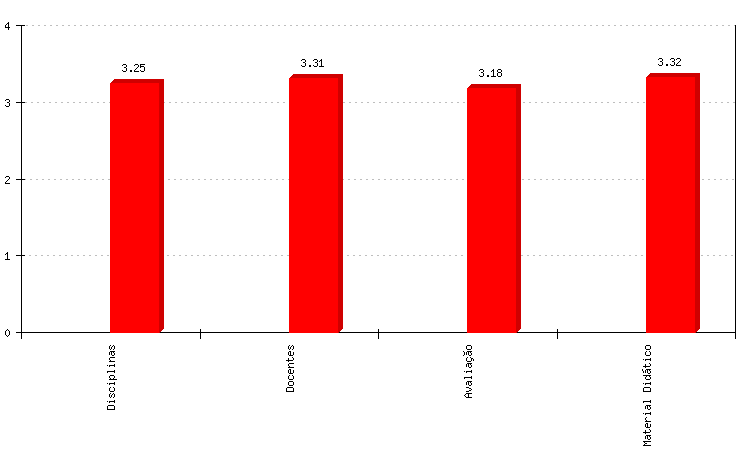 4
3.25
3.31
3.18
3.32
3
2
1
0
Disciplinas
Docentes
Avaliação
Material Didático